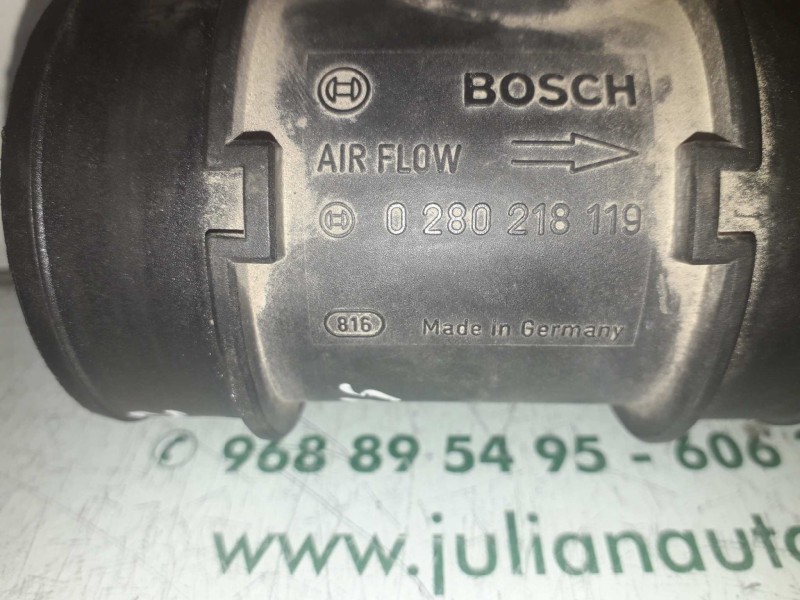 BOSCH
AIR FLOW
0 280 218 119
816 Made in Germany
968 89 54 95 - 606
www.julianauto